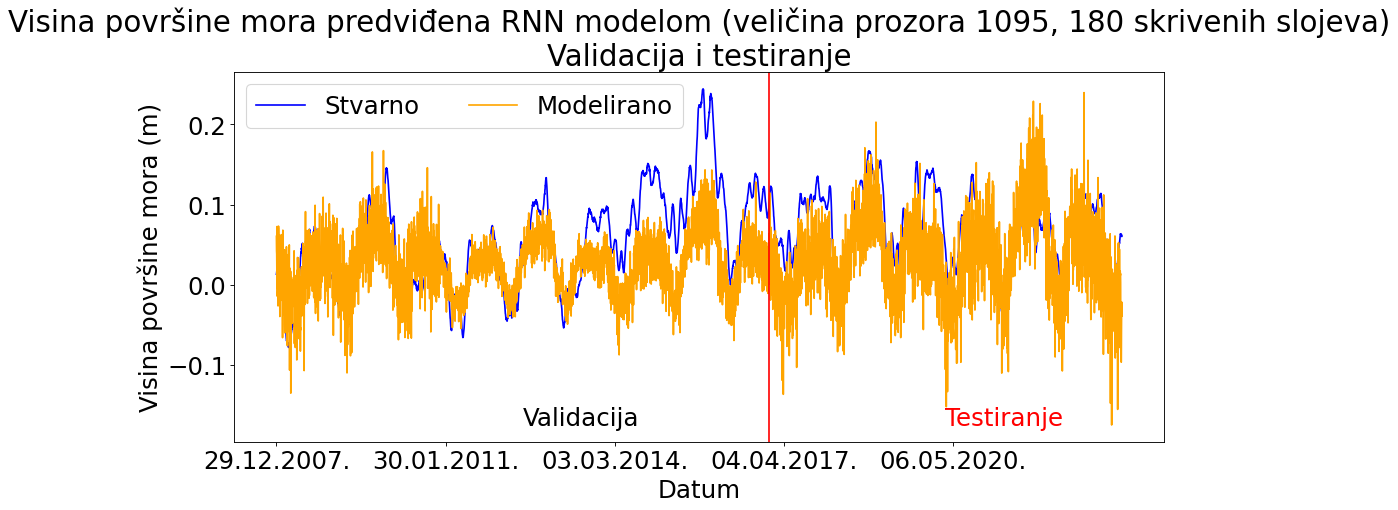 Visina površine mora predviđena RNN modelom (veličina prozora 1095, 180 skrivenih slojeva)
Validacija i testiranje
Stvarno Modelirano
Visina površine mora (m)
0.2
0.1
0.0
−0.1
Validacija Testiranje
29.12.2007. 30.01.2011. 03.03.2014. 04.04.2017. 06.05.2020.
Datum